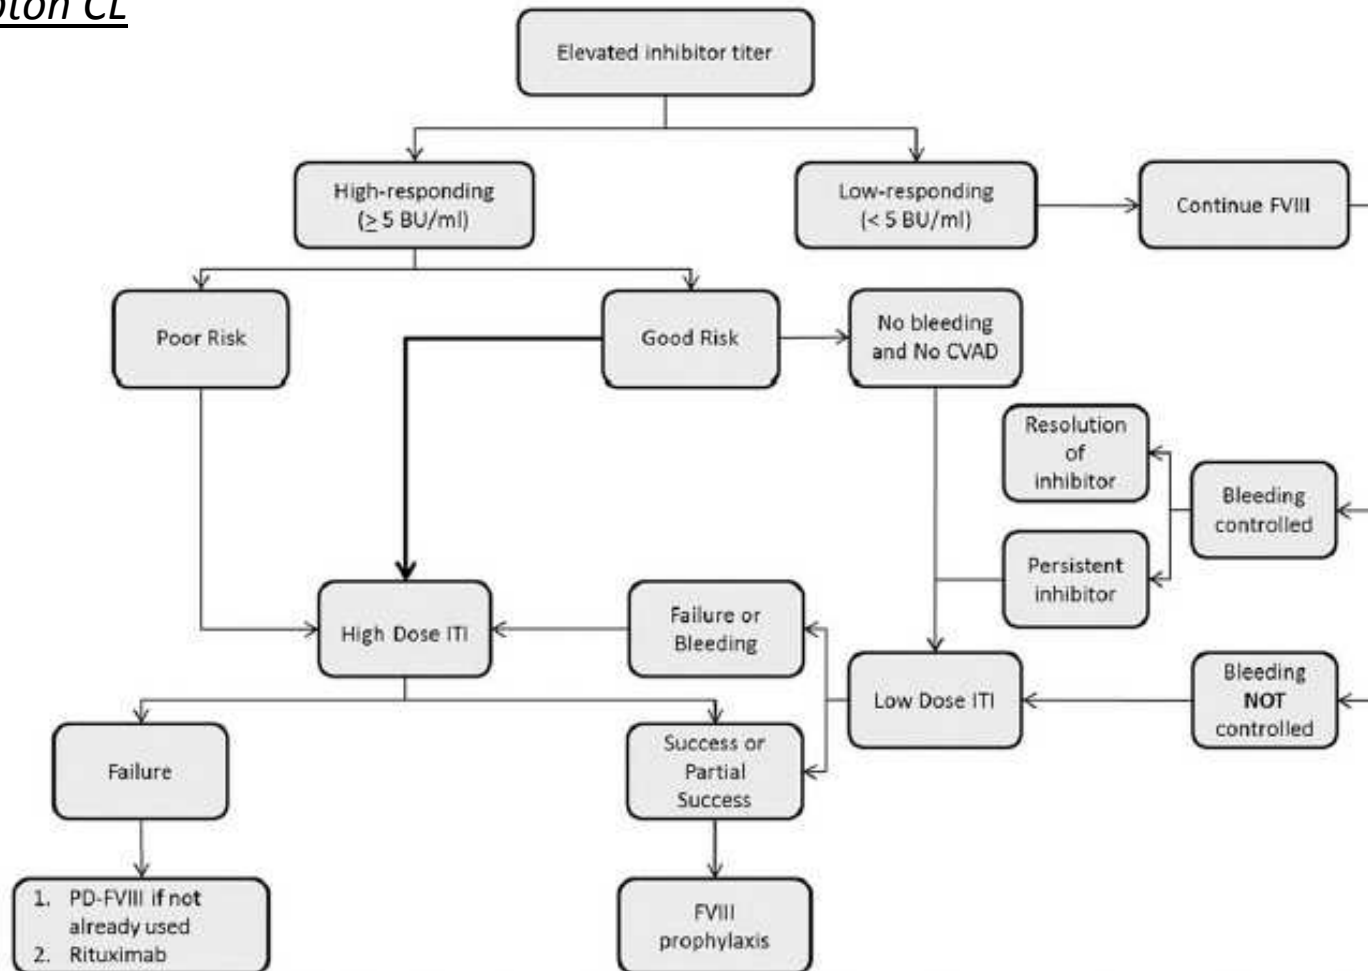 pton CL
Elevated inhibitor titer
High-responding
(≥ 5 BU/ml)
Low-responding
(< 5 BU/ml)
Continue FVIII
Poor Risk
Good Risk
No bleeding
and No CVAD
Resolution
of
inhibitor
Bleeding
controlled
Persistent
inhibitor
High Dose ITI
Failure or
Bleeding
Low Dose ITI
Bleeding
NOT
controlled
Failure
Success or
Partial
Success
1. PD-FVIII if not
already used
2. Rituximab
FVIII
prophylaxis